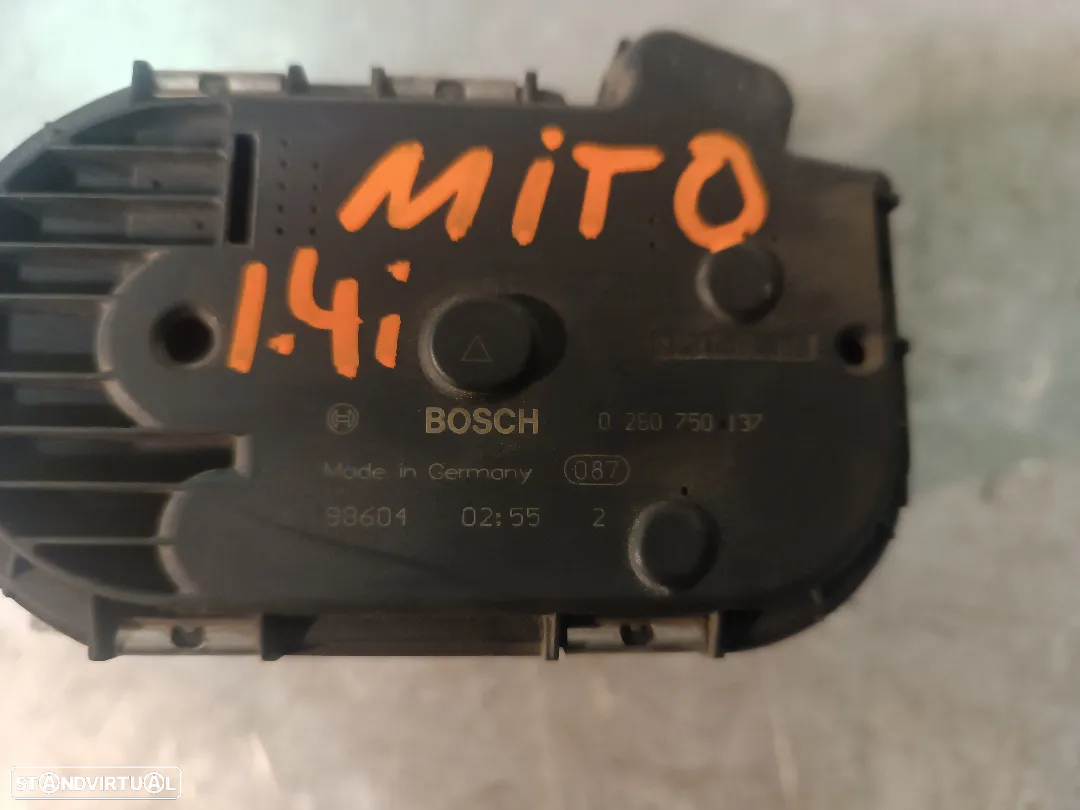 MiTO
1.4i
BOSCH 0 280 750 137
Made in Germany 087
98604 02:55 2
STANDVIRTUAL